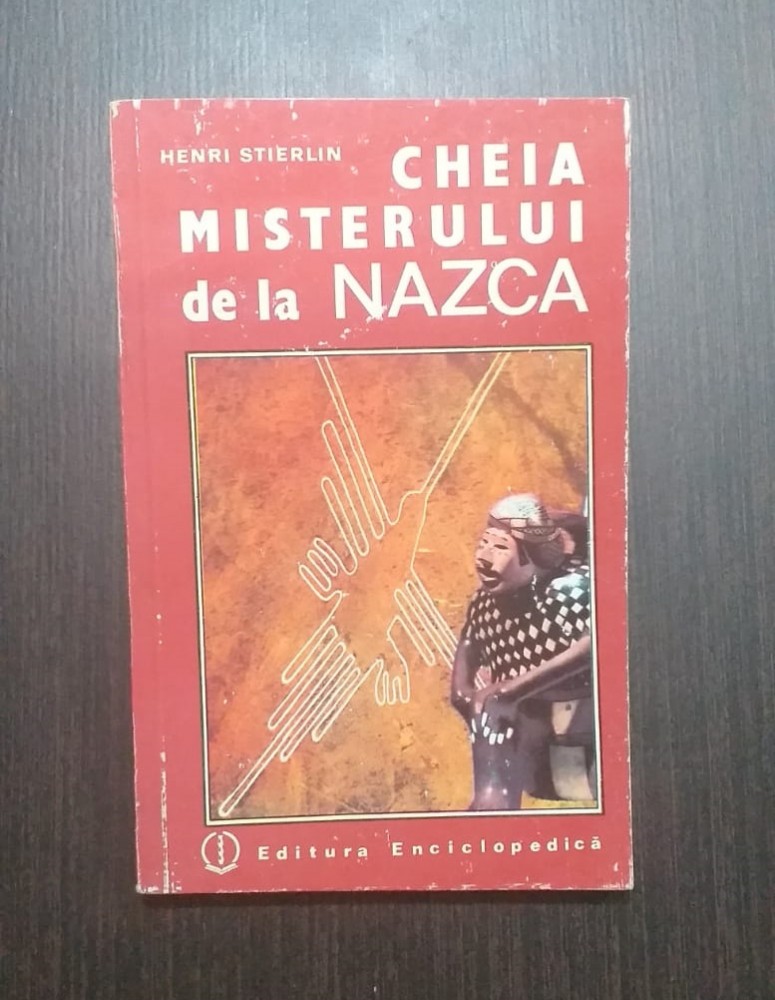 HENRI STIERLIN
CHEIA
MISTERULUI
de la NAZCA
Editura Enciclopedică